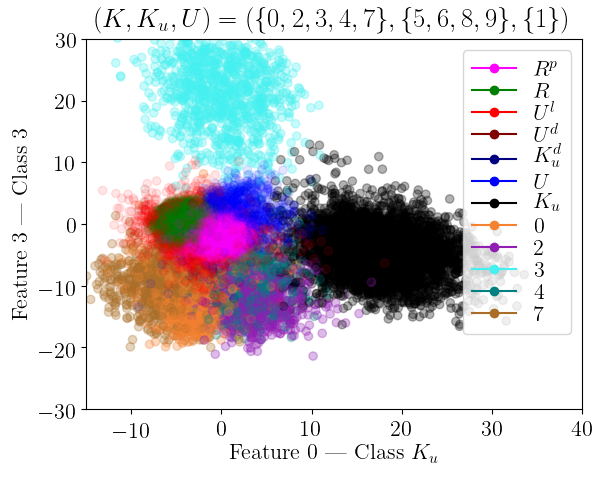 (K, K_u, U) = ({0, 2, 3, 4, 7}, {5, 6, 8, 9}, {1})
30
20
10
0
−10
−20
−30
Feature 3 — Class 3
R^p
R
U^l
U^d
K_u^d
U
K_u
0
2
3
4
7
−10 0 10 20 30 40
Feature 0 — Class K_u